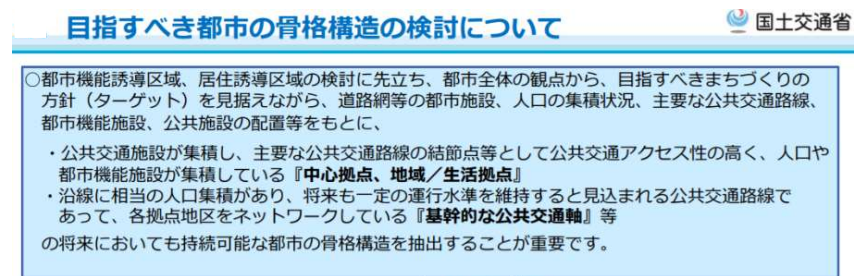 目指すべき都市の骨格構造の検討について
国土交通省
○都市機能誘導区域、居住誘導区域の検討に先立ち、都市全体の観点から、目指すべきまちづくりの
方針（ターゲット）を見据えながら、道路網等の都市施設、人口の集積状況、主要な公共交通路線、
都市機能施設、公共施設の配置等をもとに、
・公共交通施設が集積し、主要な公共交通路線の結節点等として公共交通アクセス性の高く、人口や
都市機能施設が集積している『中心拠点、地域／生活拠点』
・沿線に相当の人口集積があり、将来も一定の運行水準を維持すると見込まれる公共交通路線で
あって、各拠点地区をネットワークしている『基幹的な公共交通軸』等
の将来においても持続可能な都市の骨格構造を抽出することが重要です。